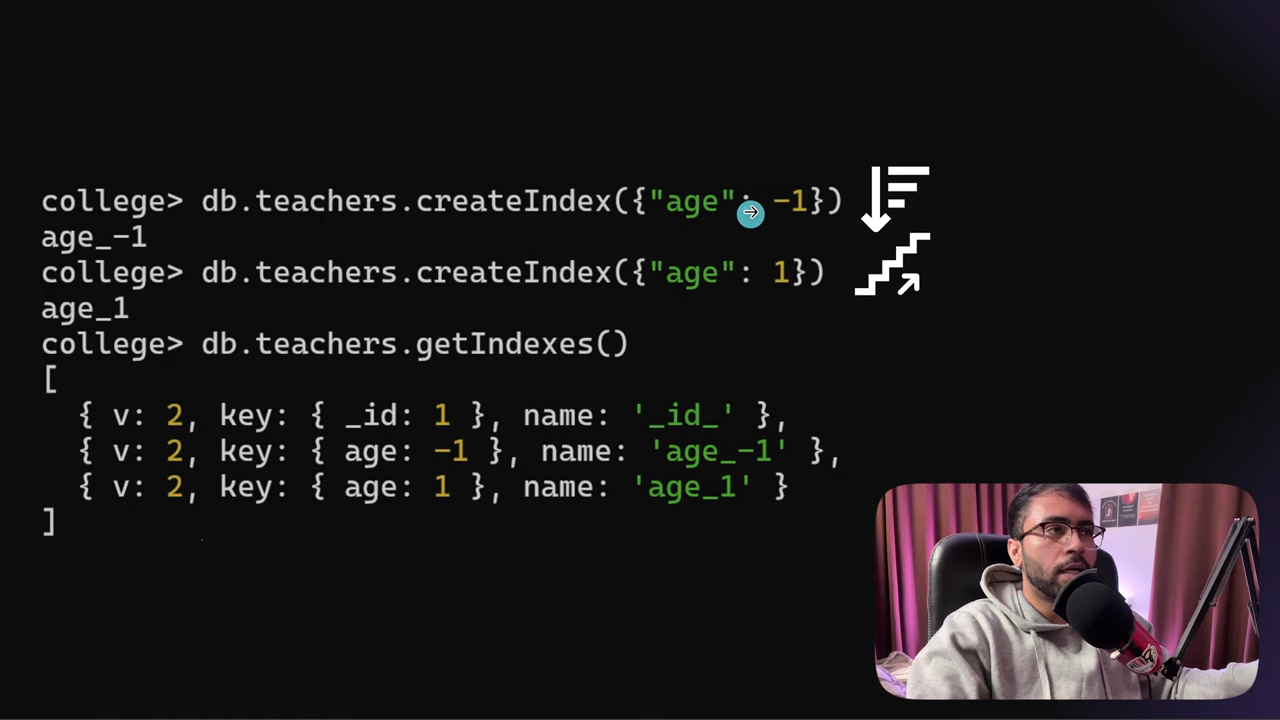 college> db.teachers.createIndex({"age": -1})
age_-1
college> db.teachers.createIndex({"age": 1})
age_1
college> db.teachers.getIndexes()
[
  { v: 2, key: { _id: 1 }, name: '_id_' },
  { v: 2, key: { age: -1 }, name: 'age_-1' },
  { v: 2, key: { age: 1 }, name: 'age_1' }
]